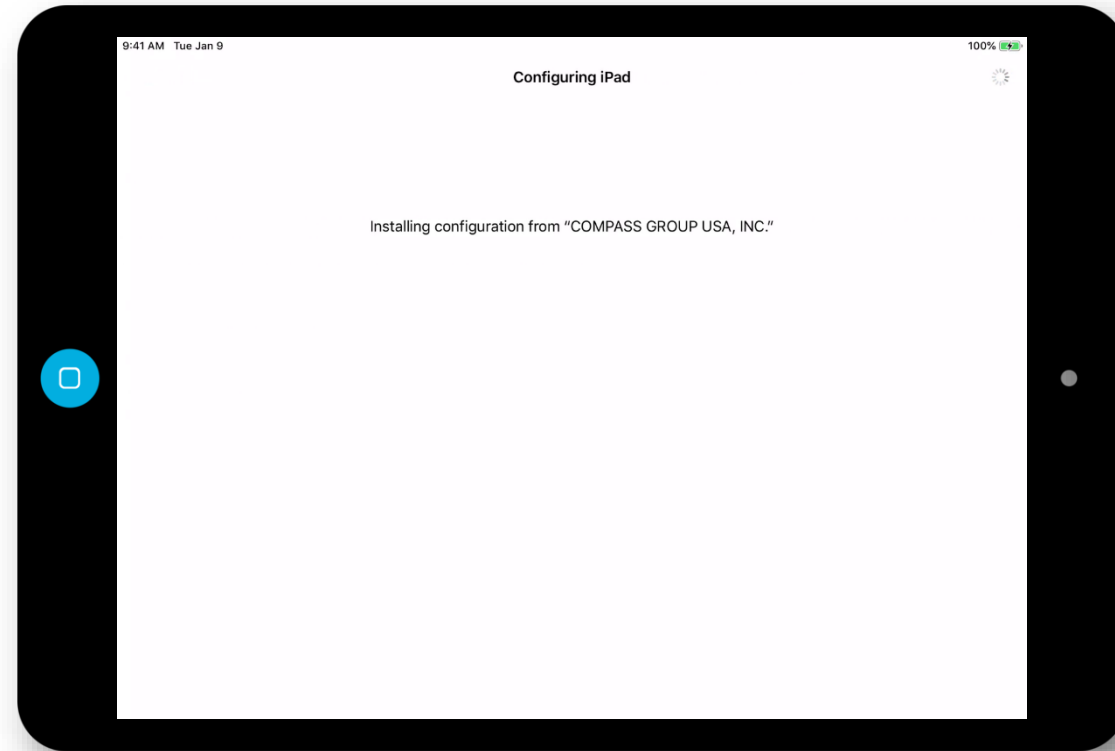 9:41 AM Tue Jan 9 100%
Configuring iPad
Installing configuration from “COMPASS GROUP USA, INC.”